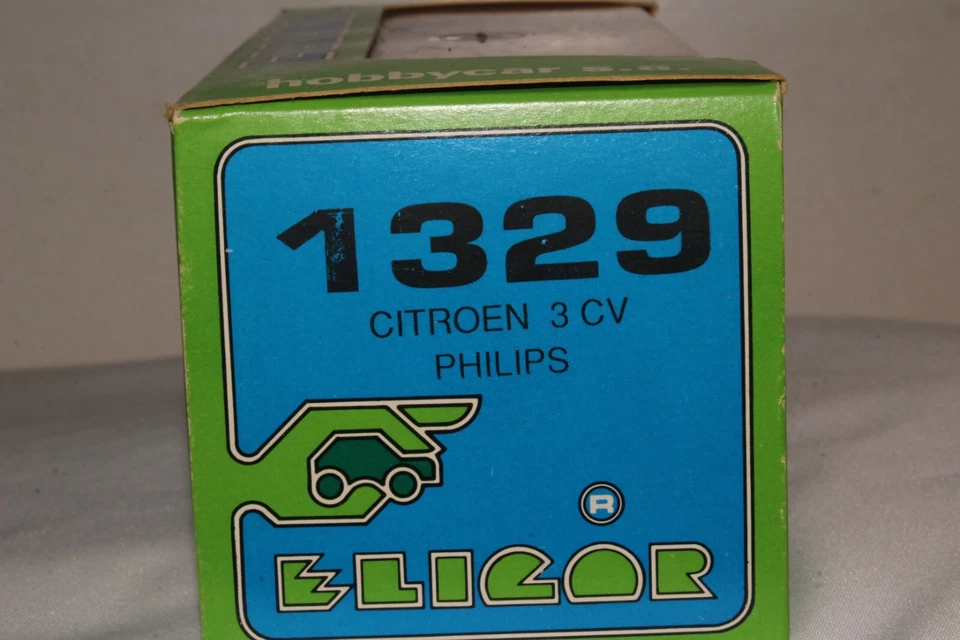 hobbycar s.a.
1329
CITROEN 3 CV
PHILIPS
R
ELIGOR